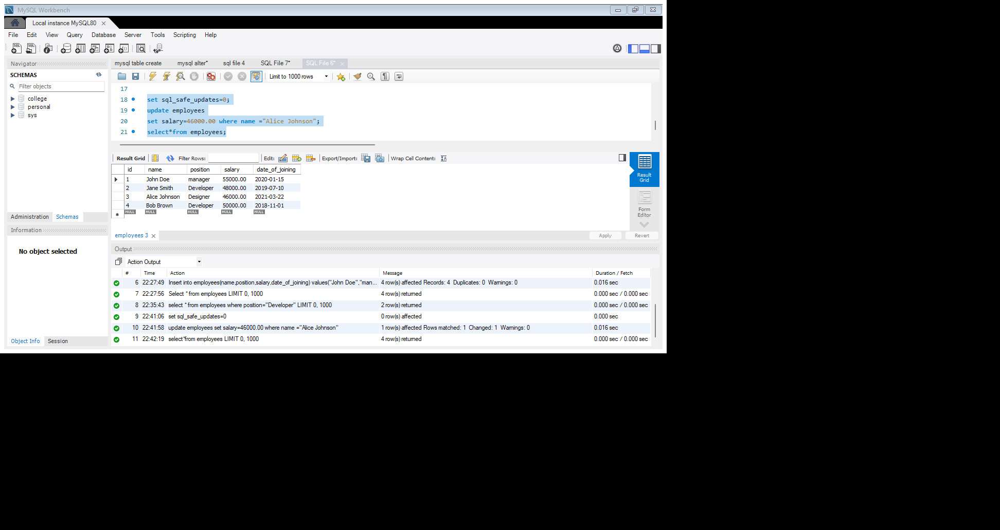 MySQL Workbench
Local instance MySQL80
File Edit View Query Database Server Tools Scripting Help
Navigator
SCHEMAS
Filter objects
college
personal
sys
Administration Schemas
Information
No object selected
Object Info Session
mysql table create mysql alter* sql file 4 SQL File 7* SQL File 6*
Limit to 1000 rows
17
18 set sql_safe_updates=0;
19 update employees
20 set salary=46000.00 where name ="Alice Johnson";
21 select*from employees;
Result Grid Filter Rows: Edit: Export/Import: Wrap Cell Content:
id name position salary date_of_joining
1 John Doe manager 55000.00 2020-01-15
2 Jane Smith Developer 48000.00 2019-07-10
3 Alice Johnson Designer 46000.00 2021-03-22
4 Bob Brown Developer 50000.00 2018-11-01
NULL NULL NULL NULL NULL
Result
Grid
Form
Editor
employees 3
Apply Revert
Output
Action Output
# Time Action Message Duration / Fetch
6 22:27:49 Insert into employees(name,position,salary,date_of_joining) values("John Doe","man... 4 row(s) affected Records: 4 Duplicates: 0 Warnings: 0 0.016 sec
7 22:27:56 Select * from employees LIMIT 0, 1000 4 row(s) returned 0.000 sec / 0.000 sec
8 22:35:43 select * from employees where position="Developer" LIMIT 0, 1000 2 row(s) returned 0.000 sec / 0.000 sec
9 22:41:06 set sql_safe_updates=0 0 row(s) affected 0.000 sec
10 22:41:58 update employees set salary=46000.00 where name ="Alice Johnson" 1 row(s) affected Rows matched: 1 Changed: 1 Warnings: 0 0.016 sec
11 22:42:19 select*from employees LIMIT 0, 1000 4 row(s) returned 0.000 sec / 0.000 sec